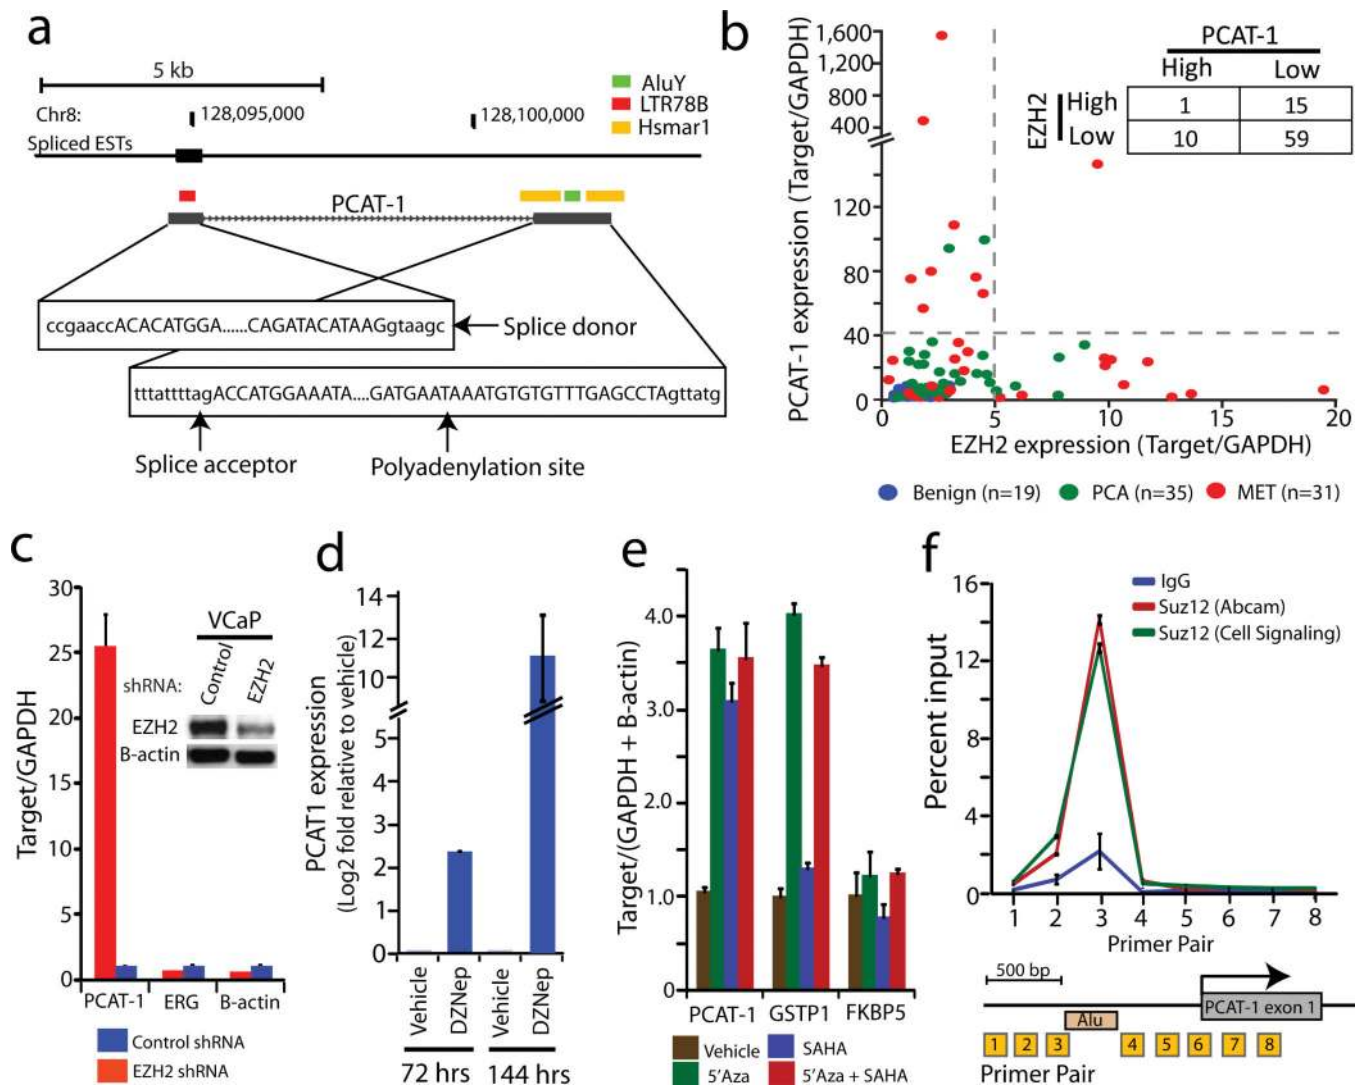 a
5 kb
AluY
LTR78B
Hsmar1
Chr8:
128,095,000
128,100,000
Spliced ESTs
PCAT-1
ccgaaccACACATGGA......CAGATACATAAGgtaagc
Splice donor
tttattttagACCATGGAAATA....GATGAATAAATGTGTGTTTGAGCCTAgttatg
Splice acceptor
Polyadenylation site
b
PCAT-1 expression (Target/GAPDH)
1,600
1,200
800
400
120
80
40
0
0
5
10
15
20
EZH2 expression (Target/GAPDH)
PCAT-1
High Low
EZH2
High 1 15
Low 10 59
Benign (n=19) PCA (n=35) MET (n=31)
c
Target/GAPDH
30
25
20
15
10
5
0
VCaP
shRNA: Control EZH2
EZH2
B-actin
PCAT-1 ERG B-actin
Control shRNA
EZH2 shRNA
d
PCAT1 expression
(Log2 fold relative to vehicle)
14
12
10
5
4
3
2
1
0
Vehicle
DZNep
Vehicle
DZNep
72 hrs 144 hrs
e
Target/(GAPDH + B-actin)
4.0
3.0
2.0
1.0
0
PCAT-1 GSTP1 FKBP5
Vehicle SAHA
5'Aza 5'Aza + SAHA
f
Percent input
16
12
8
4
0
IgG
Suz12 (Abcam)
Suz12 (Cell Signaling)
1 2 3 4 5 6 7 8
Primer Pair
500 bp
PCAT-1 exon 1
Alu
1 2 3 4 5 6 7 8
Primer Pair